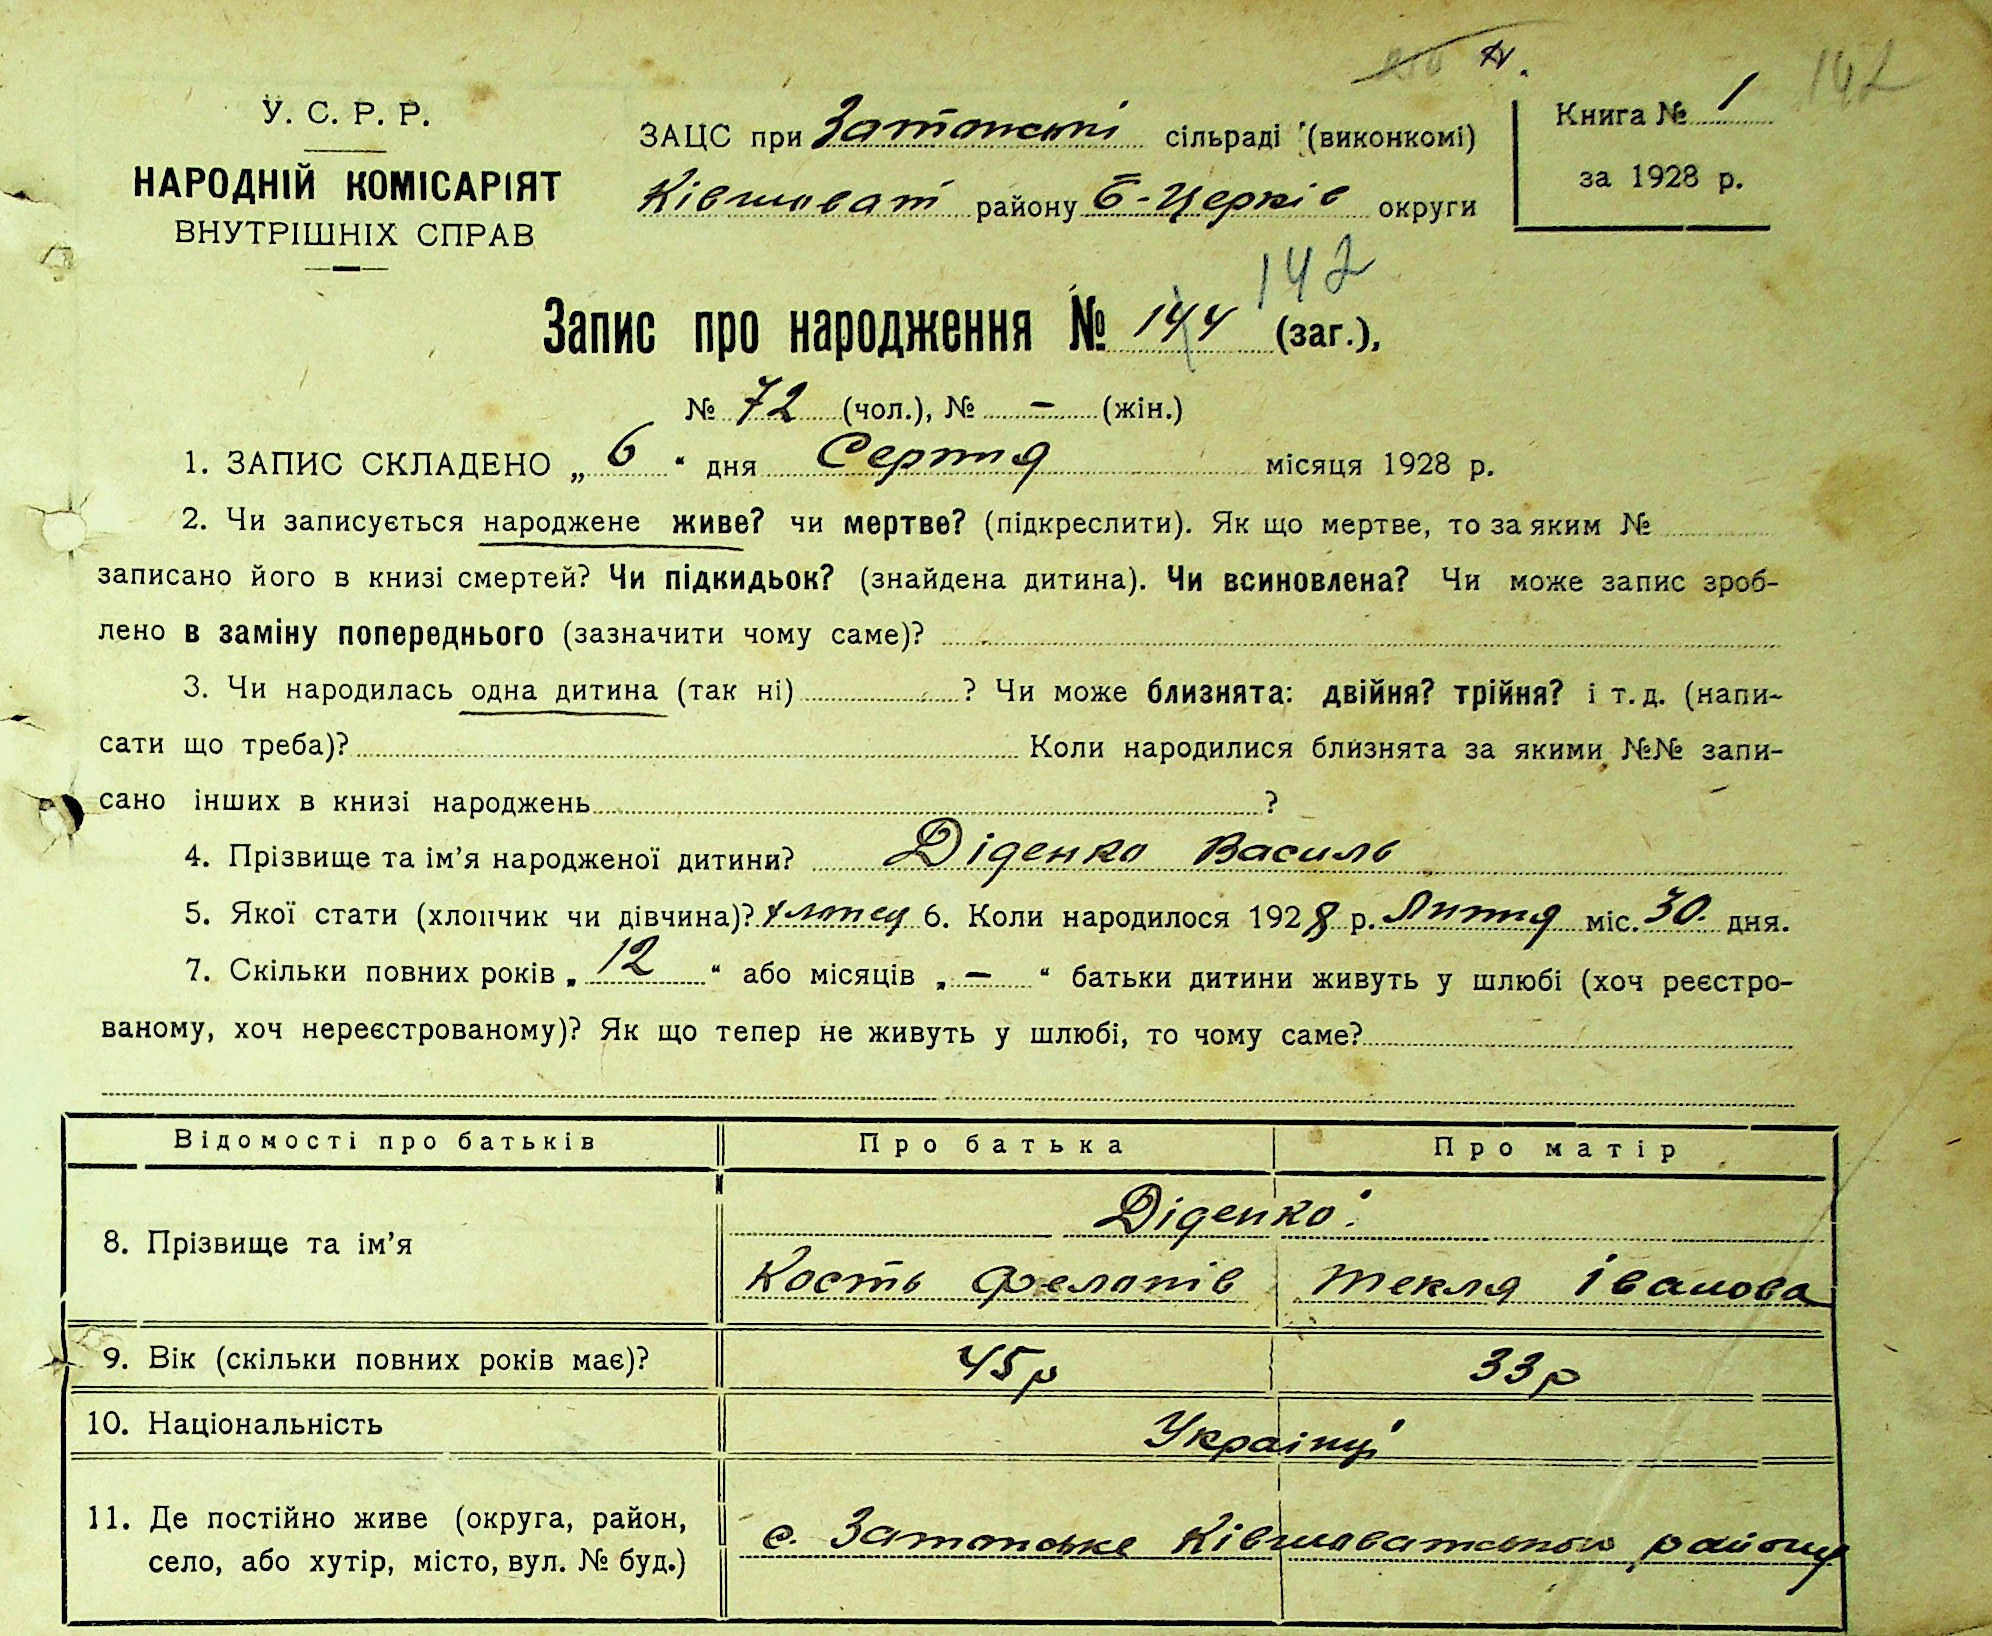 N.
142
У. С. Р. Р.
НАРОДНІЙ КОМІСАРІЯТ
ВНУТРІШНІХ СПРАВ
ЗАЦС при Затонські сільраді (виконкомі)
Ківшоват району Б-Церків округи
Книга № 1
за 1928 р.
142
Запис про народження № 144 (заг.),
№ 72 (чол.), № – (жін.)
1. ЗАПИС СКЛАДЕНО „ 6 “ дня Серпня місяця 1928 р.
2. Чи записується народжене живе? чи мертве? (підкреслити). Як що мертве, то за яким №
записано його в книзі смертей? Чи підкидьок? (знайдена дитина). Чи всиновлена? Чи може запис зроб-
лено в заміну попереднього (зазначити чому саме)?
3. Чи народилась одна дитина (так ні) ? Чи може близнята: двійня? трійня? і т. д. (напи-
сати що треба)? Коли народилися близнята за якими №№ запи-
сано інших в книзі народжень ?
4. Прізвище та ім’я народженої дитини? Діденко Василь
5. Якої стати (хлопчик чи дівчина)? хлопец 6. Коли народилося 1928 р. Липня міс. 30. дня.
7. Скільки повних років „ 12 “ або місяців „ – “ батьки дитини живуть у шлюбі (хоч реєстро-
ваному, хоч нереєстрованому)? Як що тепер не живуть у шлюбі, то чому саме?
Відомості про батьків Про батька Про матір
8. Прізвище та ім’я Діденко:
Кость Фелопів Текля Іванова
9. Вік (скільки повних років має)? 45р 33р
10. Національність Українці
11. Де постійно живе (округа, район,
село, або хутір, місто, вул. № буд.) с. Затонське Ківшоватського району